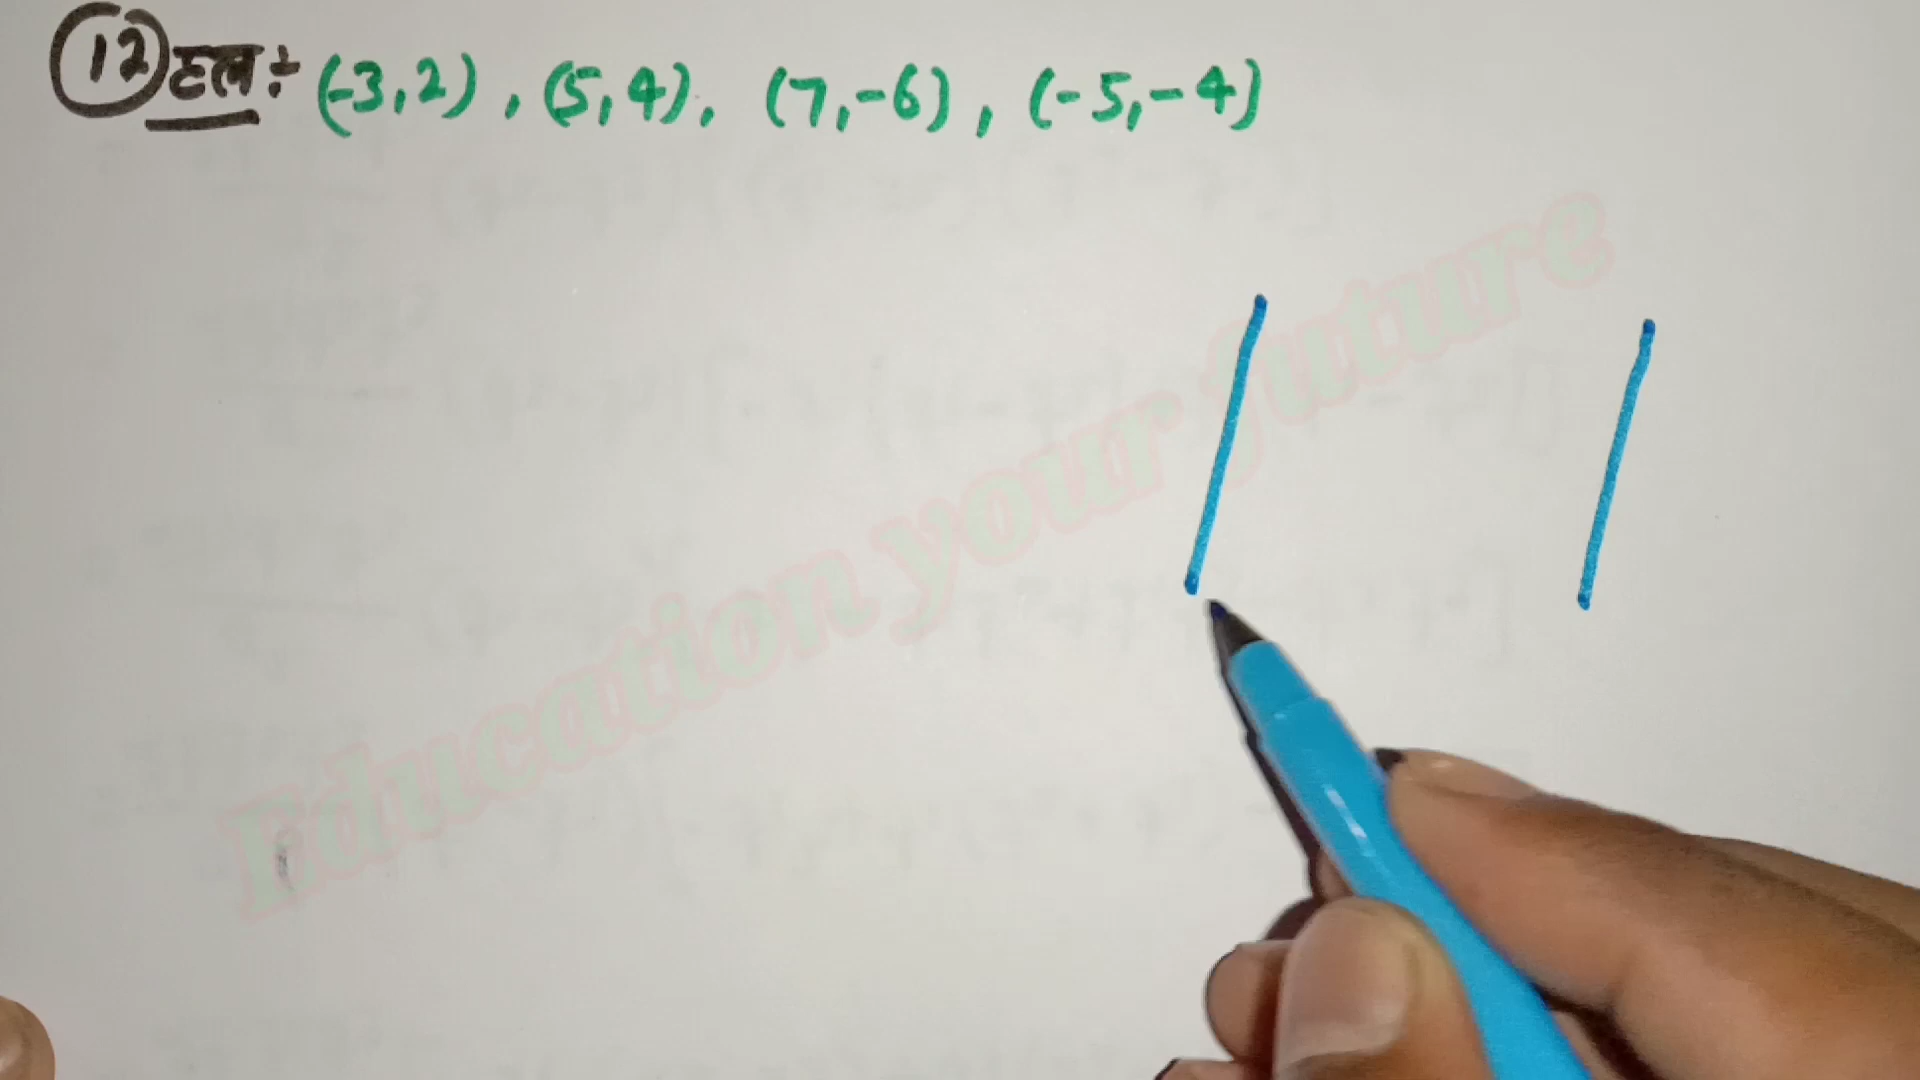 12 हल ÷ (-3,2) , (5,4), (7,-6) , (-5,-4)
Education your future